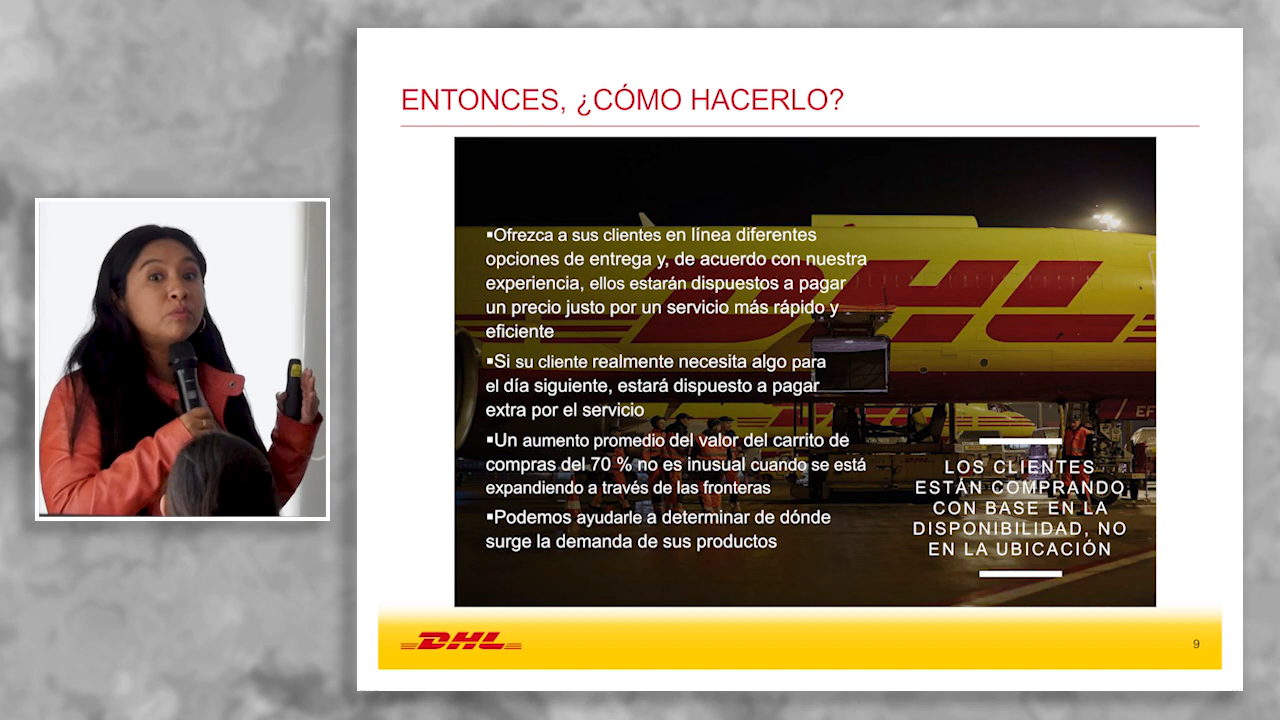 ENTONCES, ¿CÓMO HACERLO?
▪Ofrezca a sus clientes en línea diferentes
opciones de entrega y, de acuerdo con nuestra
experiencia, ellos estarán dispuestos a pagar
un precio justo por un servicio más rápido y
eficiente
▪Si su cliente realmente necesita algo para
el día siguiente, estará dispuesto a pagar
extra por el servicio
▪Un aumento promedio del valor del carrito de
compras del 70 % no es inusual cuando se está
expandiendo a través de las fronteras
▪Podemos ayudarle a determinar de dónde
surge la demanda de sus productos
DHL
LOS CLIENTES
ESTÁN COMPRANDO
CON BASE EN LA
DISPONIBILIDAD, NO
EN LA UBICACIÓN
DHL
9